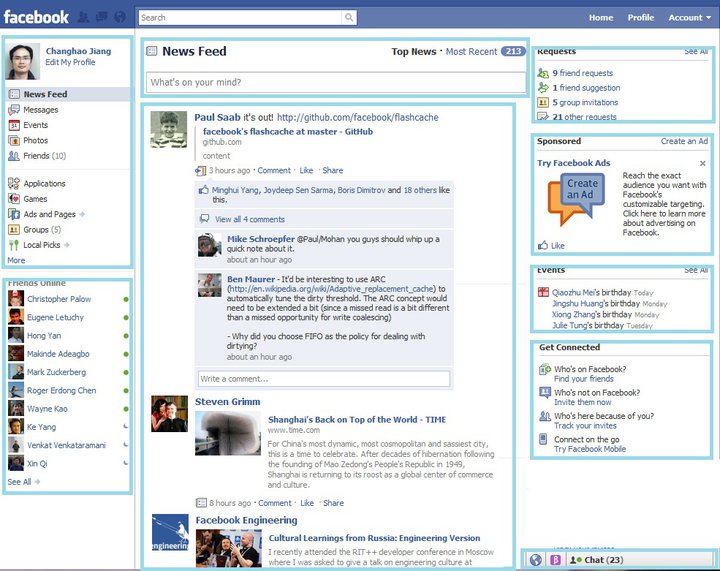 facebook
Search
Home Profile Account
Changhao Jiang
Edit My Profile
News Feed
Messages
Events
Photos
Friends (10)
Applications
Games
Ads and Pages
Groups (5)
Local Picks
More
Friends Online
Christopher Palow
Eugene Letuchy
Hong Yan
Makinde Adeagbo
Mark Zuckerberg
Roger Erdong Chen
Wayne Kao
Ke Yang
Venkat Venkataramani
Xin Qi
See All
News Feed
Top News · Most Recent 213
What's on your mind?
Paul Saab it's out! http://github.com/facebook/flashcache
facebook's flashcache at master - GitHub
github.com
content
3 hours ago · Comment · Like · Share
Minghui Yang, Joydeep Sen Sarma, Boris Dimitrov and 18 others like
this.
View all 4 comments
Mike Schroepfer @Paul/Mohan you guys should whip up a
quick note about it.
about an hour ago
Ben Maurer - It'd be interesting to use ARC
(http://en.wikipedia.org/wiki/Adaptive_replacement_cache) to
automatically tune the dirty threshold. The ARC concept would
need to be extended a bit (since a missed read is a bit different
than a missed opportunity for write coalescing)
- Why did you choose FIFO as the policy for dealing with
dirtying?
about an hour ago
Write a comment...
Steven Grimm
Shanghai's Back on Top of the World - TIME
www.time.com
For China's most dynamic, most cosmopolitan and sassiest city,
this is a time to celebrate. After decades of hibernation following
the founding of Mao Zedong's People's Republic in 1949,
Shanghai is returning to its roost as a global center of commerce
and culture.
8 hours ago · Comment · Like · Share
engineering
Facebook Engineering
Cultural Learnings from Russia: Engineering Version
I recently attended the RIT++ developer conference in Moscow
where I was asked to give a talk on engineering culture at
Requests See All
9 friend requests
1 friend suggestion
5 group invitations
21 other requests
Sponsored Create an Ad
Try Facebook Ads
Create
an Ad
Reach the exact
audience you want with
Facebook's
customizable targeting.
Click here to learn more
about advertising on
Facebook.
Like
Events See All
Qiaozhu Mei's birthday Today
Jingshu Huang's birthday Monday
Xiong Zhang's birthday Monday
Julie Tung's birthday Tuesday
Get Connected
Who's on Facebook?
Find your friends
Who's not on Facebook?
Invite them now
Who's here because of you?
Track your invites
Connect on the go
Try Facebook Mobile
Chat (23)